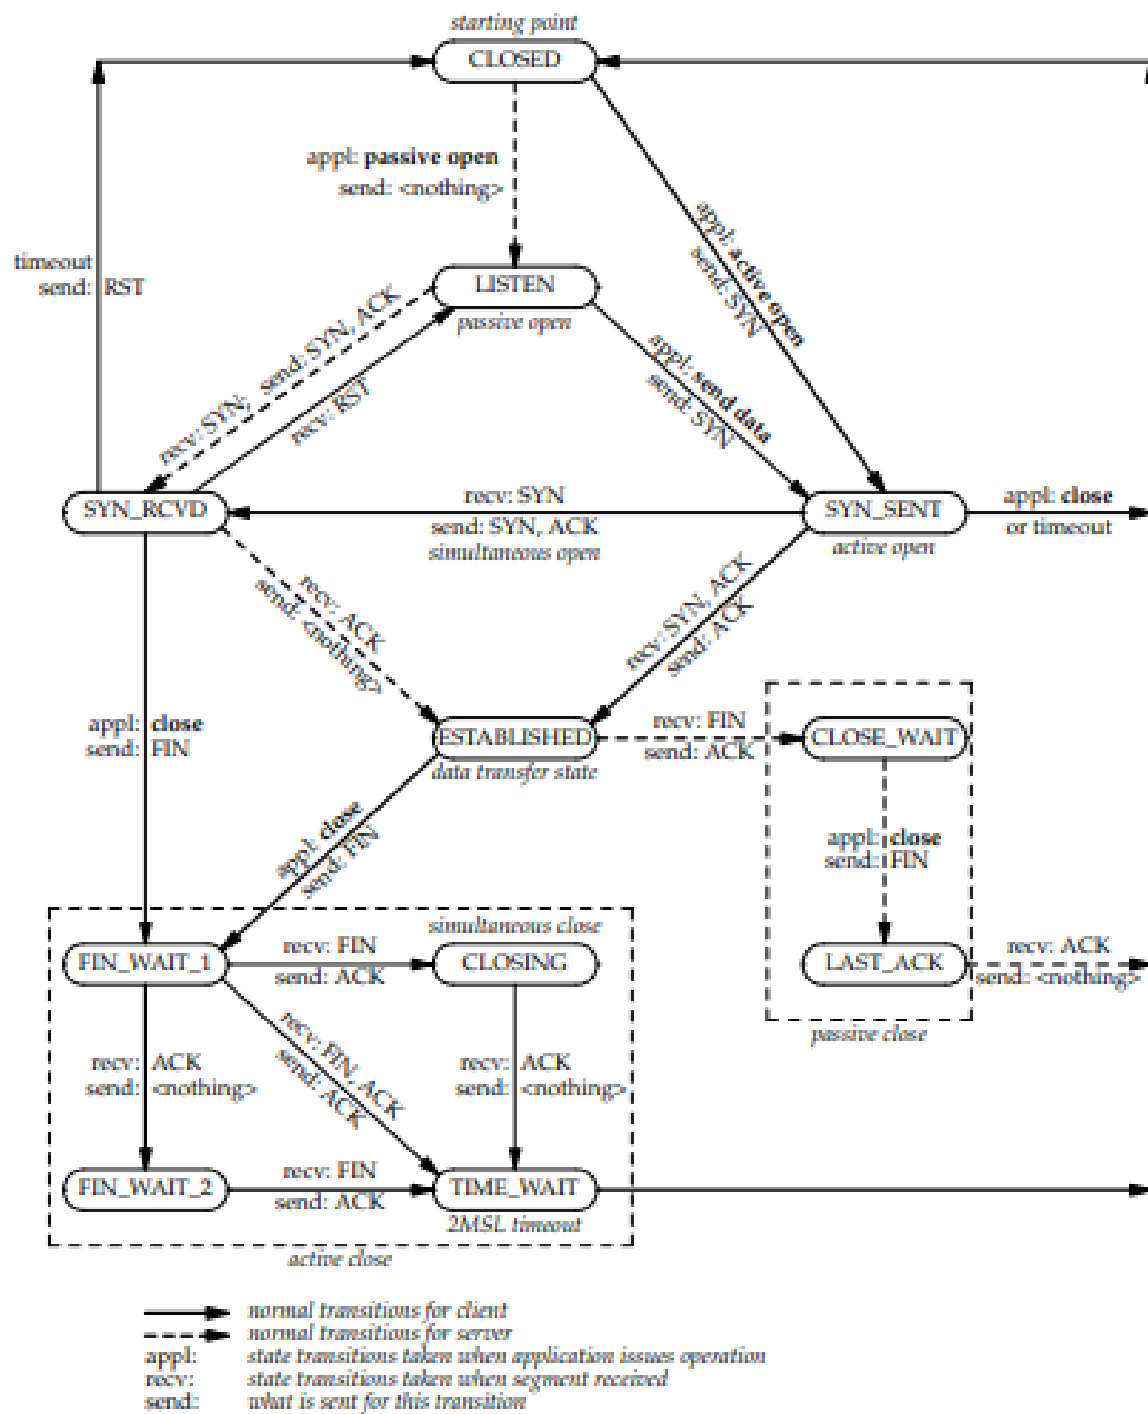 starting point
CLOSED
appl: passive open
send: <nothing>
appl: active open
send: SYN
timeout
send: RST
LISTEN
passive open
recv: SYN; send: SYN, ACK
recv: RST
appl: send data
send: SYN
SYN_RCVD
recv: SYN
send: SYN, ACK
simultaneous open
SYN_SENT
active open
appl: close
or timeout
recv: ACK
send: <nothing>
recv: SYN, ACK
send: ACK
appl: close
send: FIN
ESTABLISHED
data transfer state
recv: FIN
send: ACK
CLOSE_WAIT
appl: close
send: FIN
appl: close
send: FIN
simultaneous close
FIN_WAIT_1
recv: FIN
send: ACK
CLOSING
LAST_ACK
recv: ACK
send: <nothing>
passive close
recv: ACK
send: <nothing>
recv: FIN, ACK
send: ACK
recv: ACK
send: <nothing>
FIN_WAIT_2
recv: FIN
send: ACK
TIME_WAIT
2MSL timeout
active close
normal transitions for client
normal transitions for server
appl: state transitions taken when application issues operation
recv: state transitions taken when segment received
send: what is sent for this transition